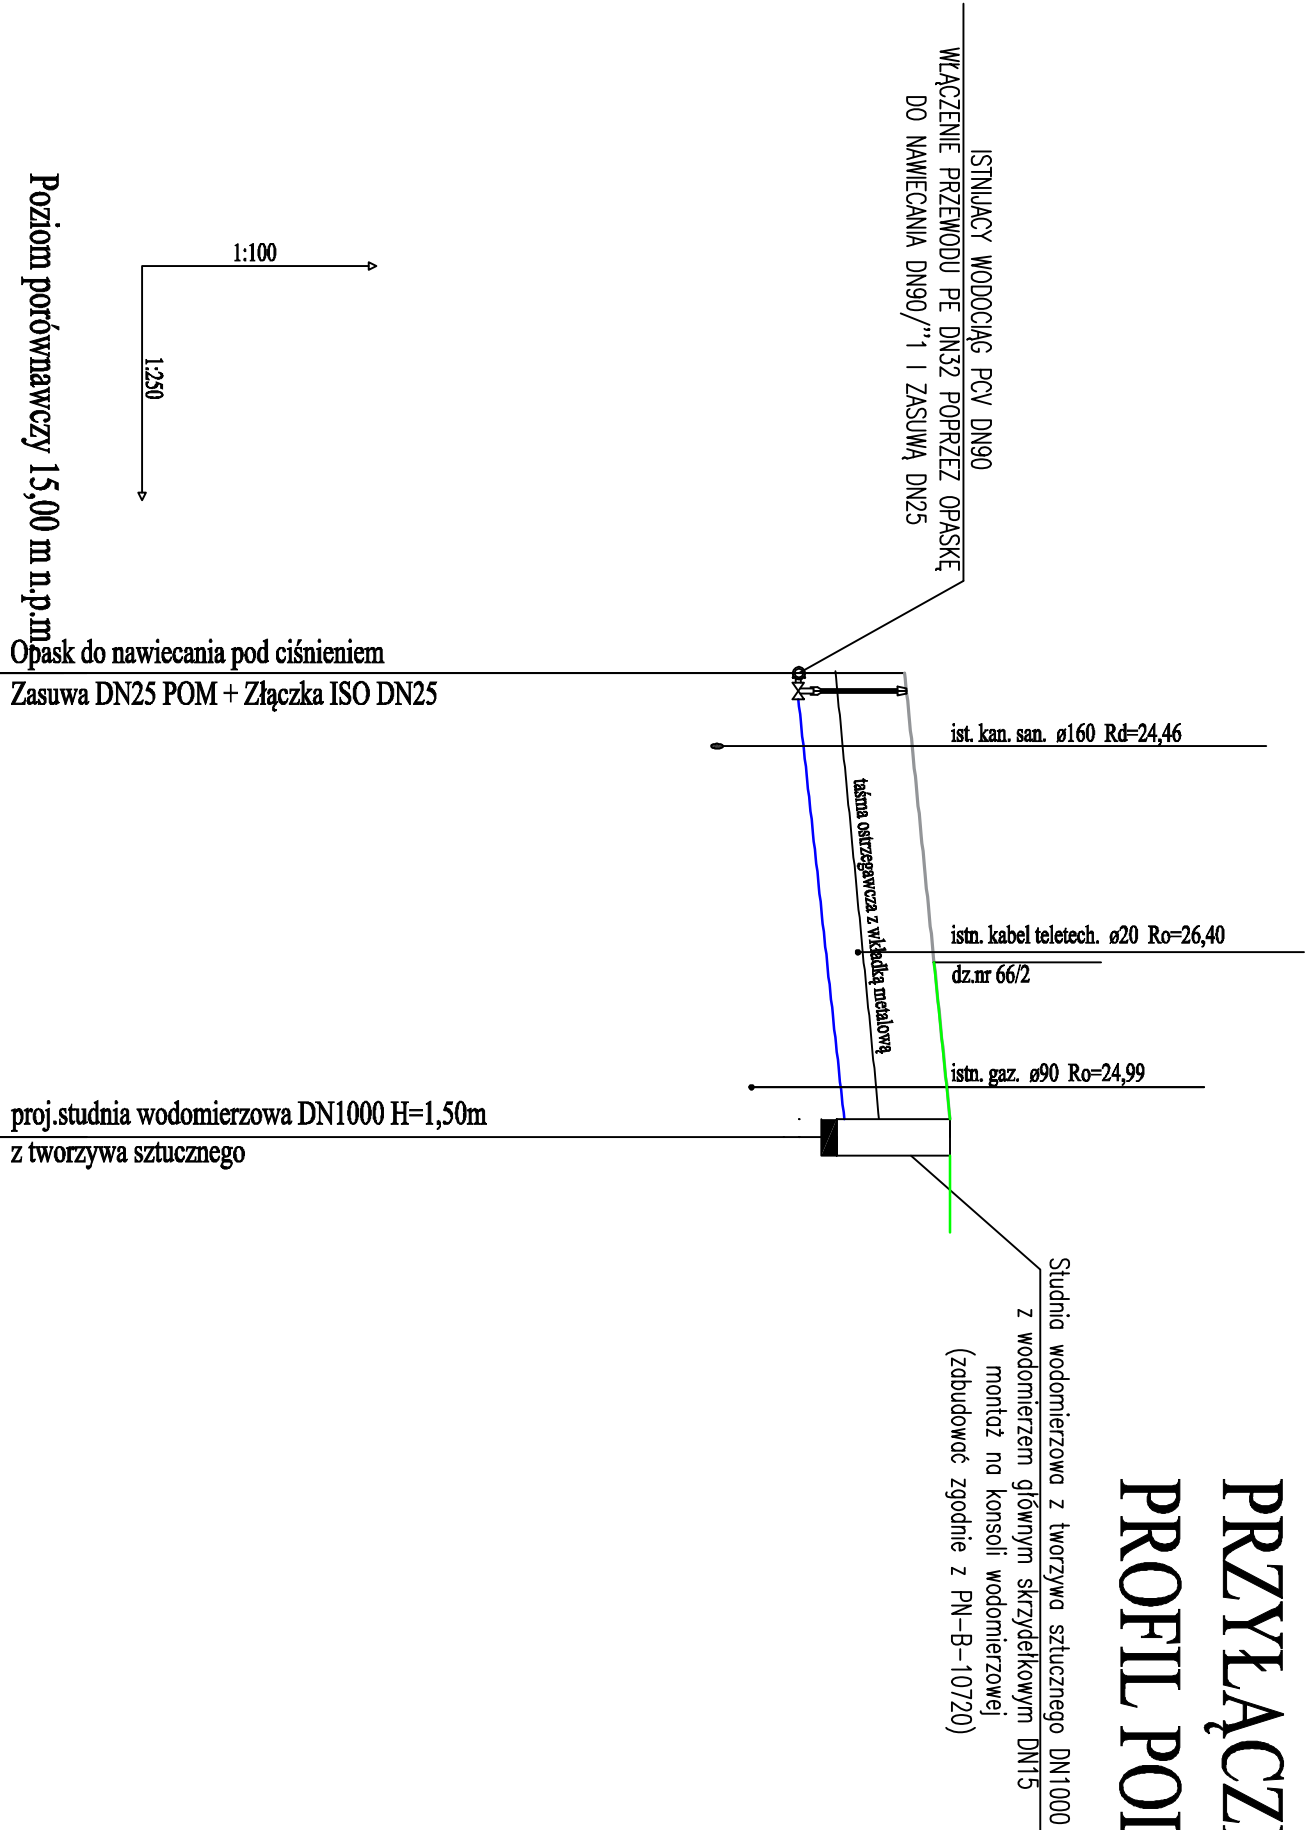 PRZYŁĄCZ
PROFIL POI
ISTNIJACY WODOCIĄG PCV DN90
WŁĄCZENIE PRZEWODU PE DN32 POPRZEZ OPASKĘ
DO NAWIECANIA DN90/"1 I ZASUWĄ DN25
1:100
1:250
Poziom porównawczy 15,00 m n.p.m.
Opask do nawiecania pod ciśnieniem
Zasuwa DN25 POM + Złączka ISO DN25
ist. kan. san. ø160 Rd=24,46
taśma ostrzegawcza z wkładką metalową
istn. kabel teletech. ø20 Ro=26,40
dz.nr 66/2
istn. gaz. ø90 Ro=24,99
proj.studnia wodomierzowa DN1000 H=1,50m
z tworzywa sztucznego
Studnia wodomierzowa z tworzywa sztucznego DN1000
z wodomierzem głównym skrzydełkowym DN15
montaż na konsoli wodomierzowej
(zabudować zgodnie z PN-B-10720)